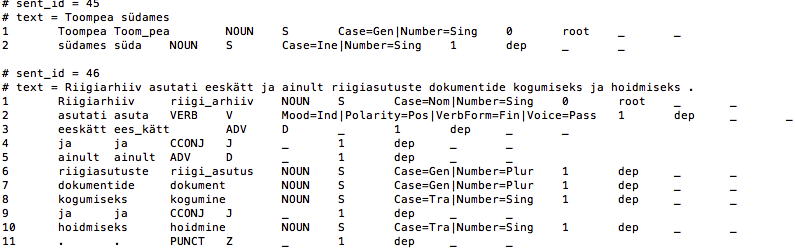 # sent_id = 45
# text = Toompea südames
1 Toompea Toom_pea NOUN S Case=Gen|Number=Sing 0 root _ _
2 südames süda NOUN S Case=Ine|Number=Sing 1 dep _ _
# sent_id = 46
# text = Riigiarhiiv asutati eeskätt ja ainult riigiasutuste dokumentide kogumiseks ja hoidmiseks .
1 Riigiarhiiv riigi_arhiiv NOUN S Case=Nom|Number=Sing 0 root _ _
2 asutati asuta VERB V Mood=Ind|Polarity=Pos|VerbForm=Fin|Voice=Pass 1 dep _ _
3 eeskätt ees_kätt ADV D _ 1 dep _ _
4 ja ja CCONJ J _ 1 dep _ _
5 ainult ainult ADV D _ 1 dep _ _
6 riigiasutuste riigi_asutus NOUN S Case=Gen|Number=Plur 1 dep _ _
7 dokumentide dokument NOUN S Case=Gen|Number=Plur 1 dep _ _
8 kogumiseks kogumine NOUN S Case=Tra|Number=Sing 1 dep _ _
9 ja ja CCONJ J _ 1 dep _ _
10 hoidmiseks hoidmine NOUN S Case=Tra|Number=Sing 1 dep _ _
11 . . PUNCT Z _ 1 dep _ _